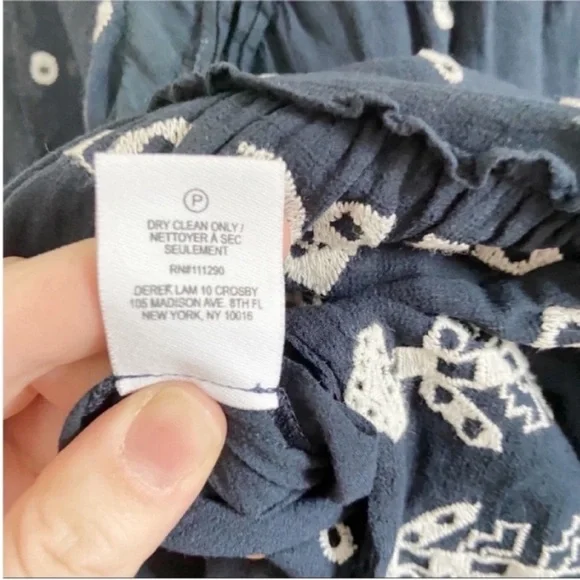 P
DRY CLEAN ONLY/
NETTOYER À SEC
SEULEMENT
RN#111290
DEREK LAM 10 CROSBY
105 MADISON AVE. 8TH FL
NEW YORK, NY 10016